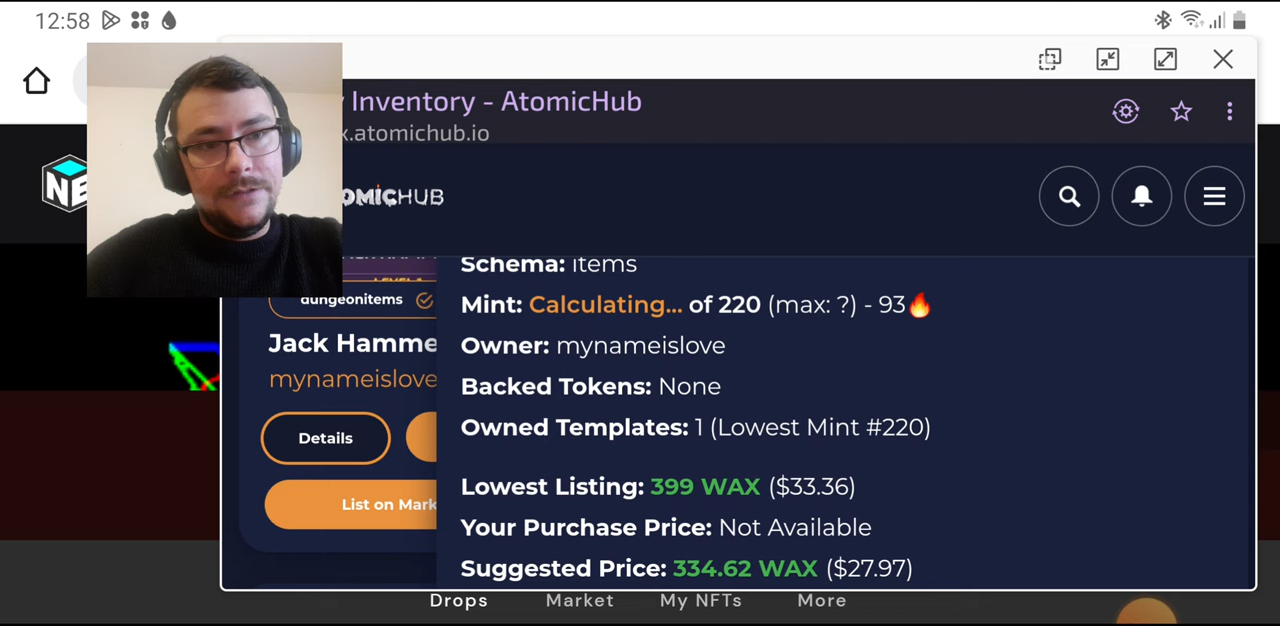 12:58
Inventory - AtomicHub
x.atomichub.io
NE
OMICHUB
Schema: items
dungeonitems
Mint: Calculating... of 220 (max: ?) - 93🔥
Jack Hamme
Owner: mynameislove
mynameislove
Backed Tokens: None
Details
Owned Templates: 1 (Lowest Mint #220)
Lowest Listing: 399 WAX ($33.36)
List on Mark
Your Purchase Price: Not Available
Suggested Price: 334.62 WAX ($27.97)
Drops Market My NFTs More